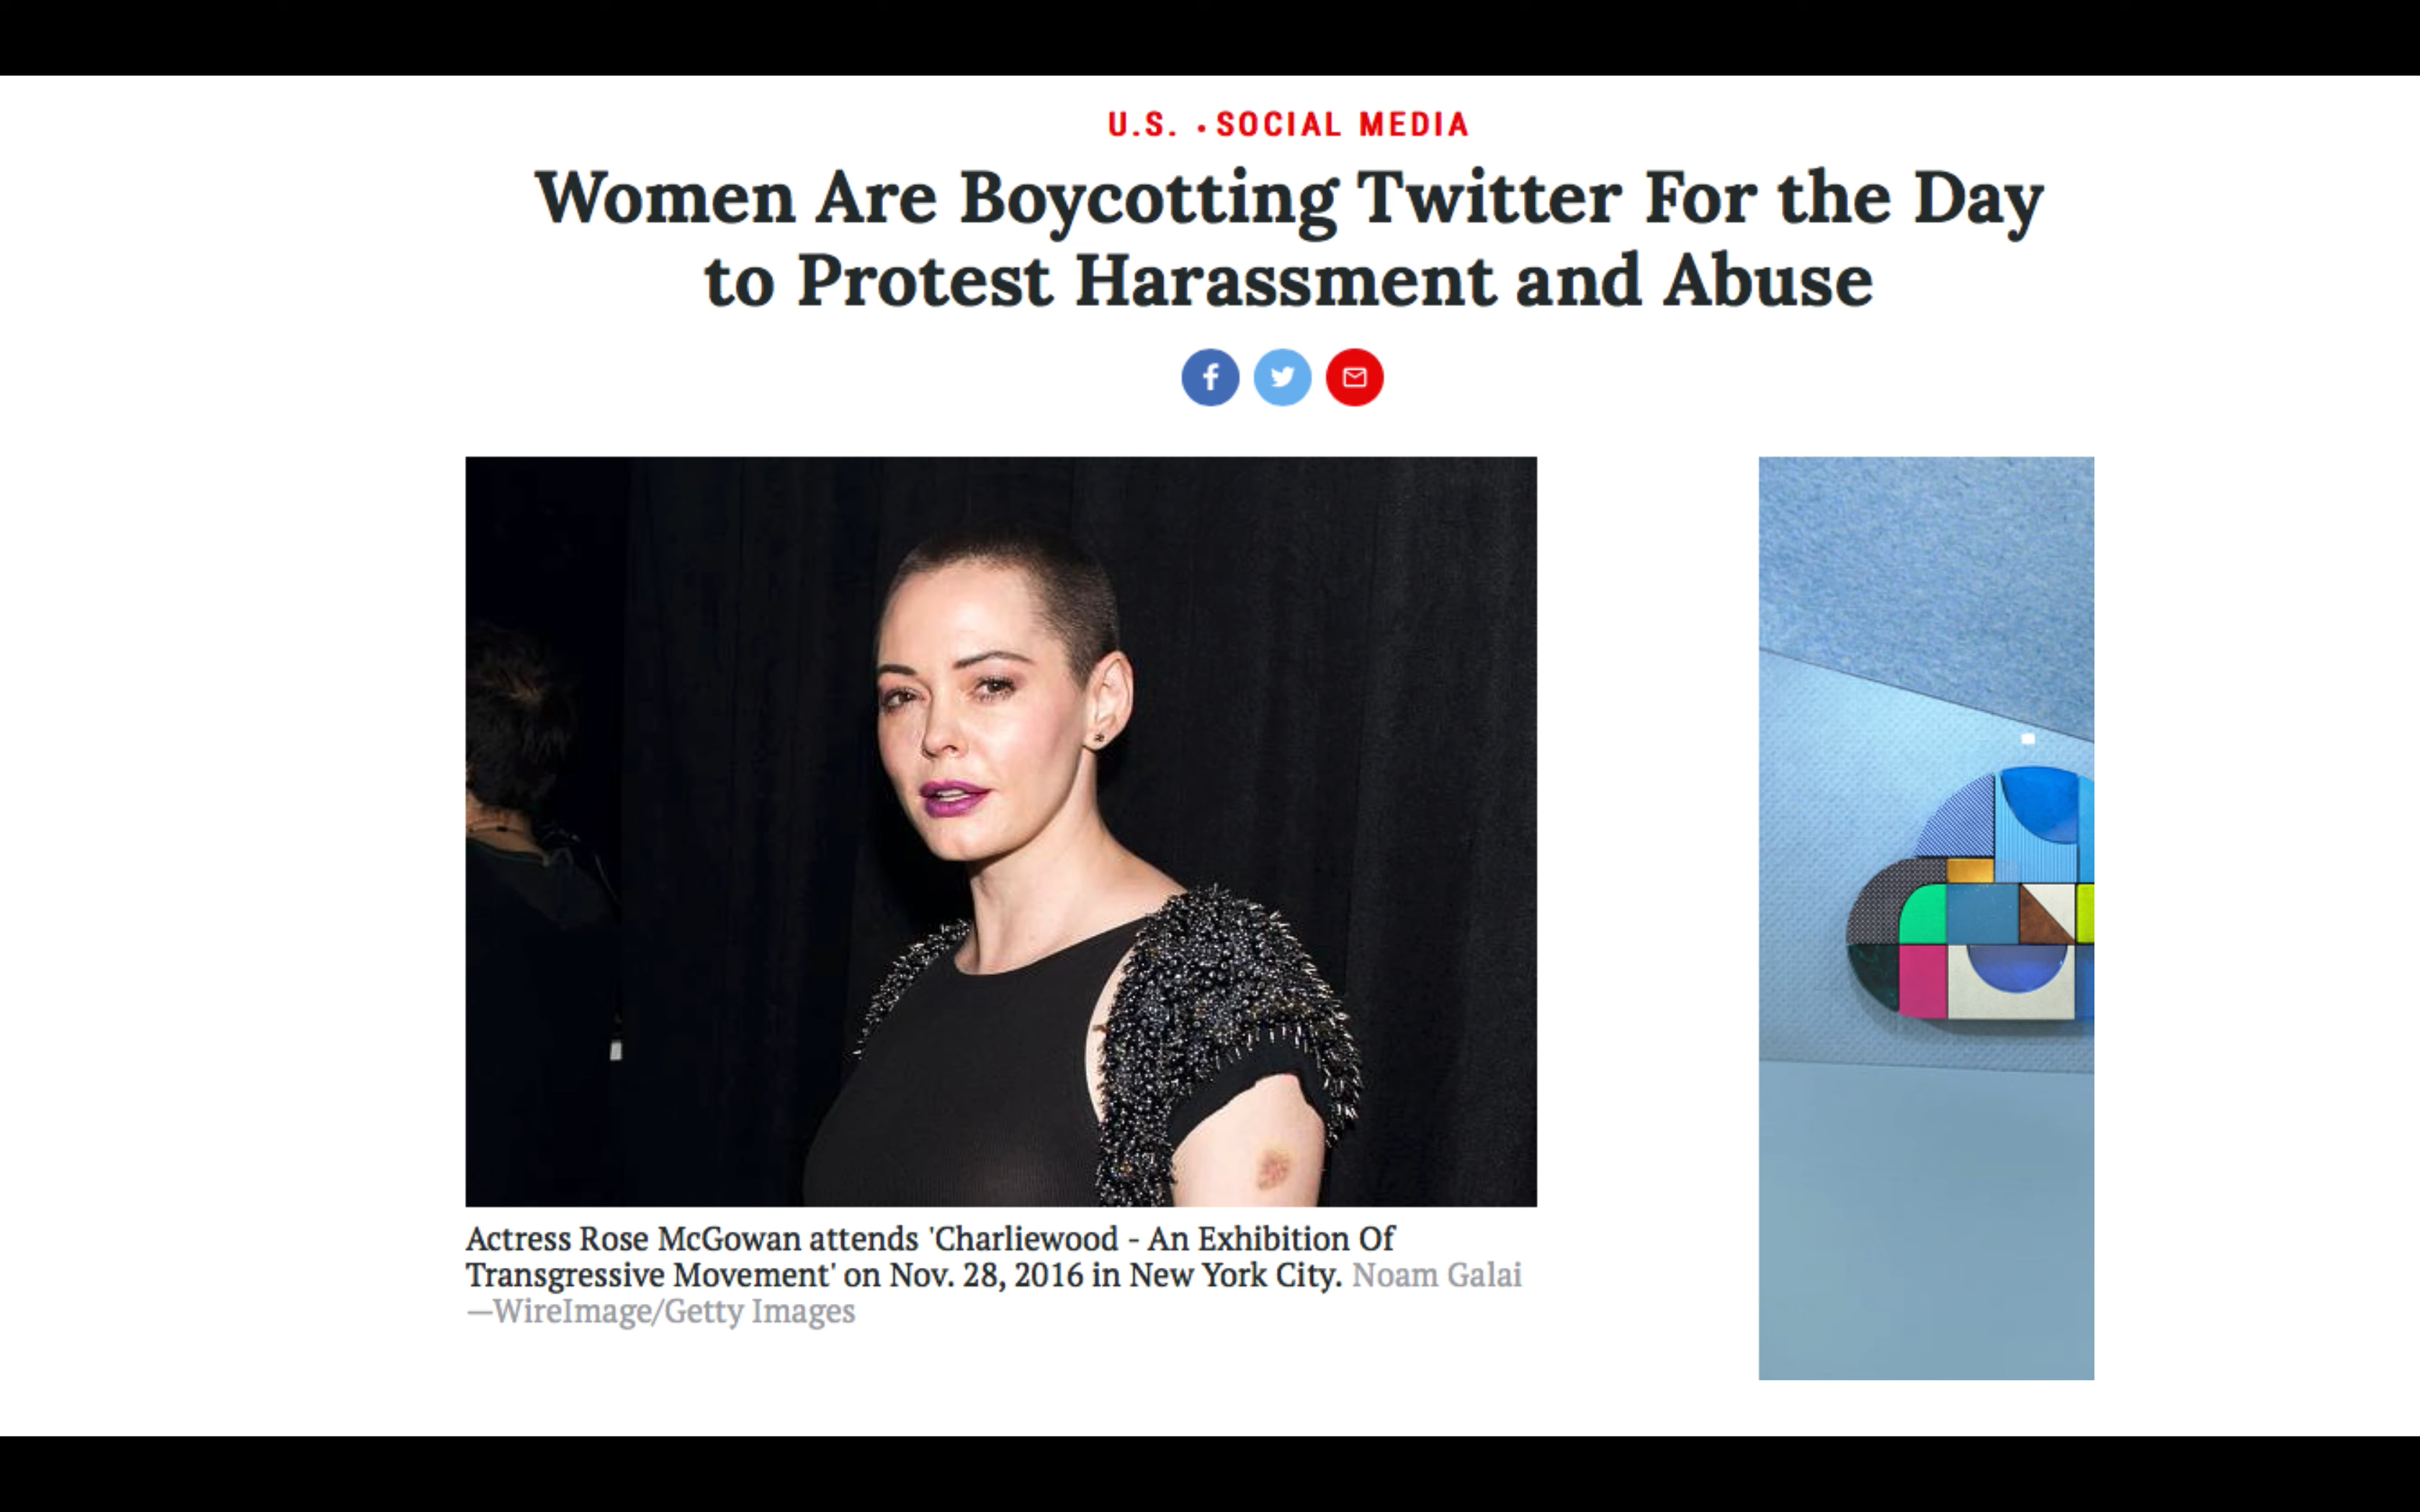 U.S. • SOCIAL MEDIA
Women Are Boycotting Twitter For the Day
to Protest Harassment and Abuse
Actress Rose McGowan attends 'Charliewood - An Exhibition Of
Transgressive Movement' on Nov. 28, 2016 in New York City. Noam Galai
—WireImage/Getty Images